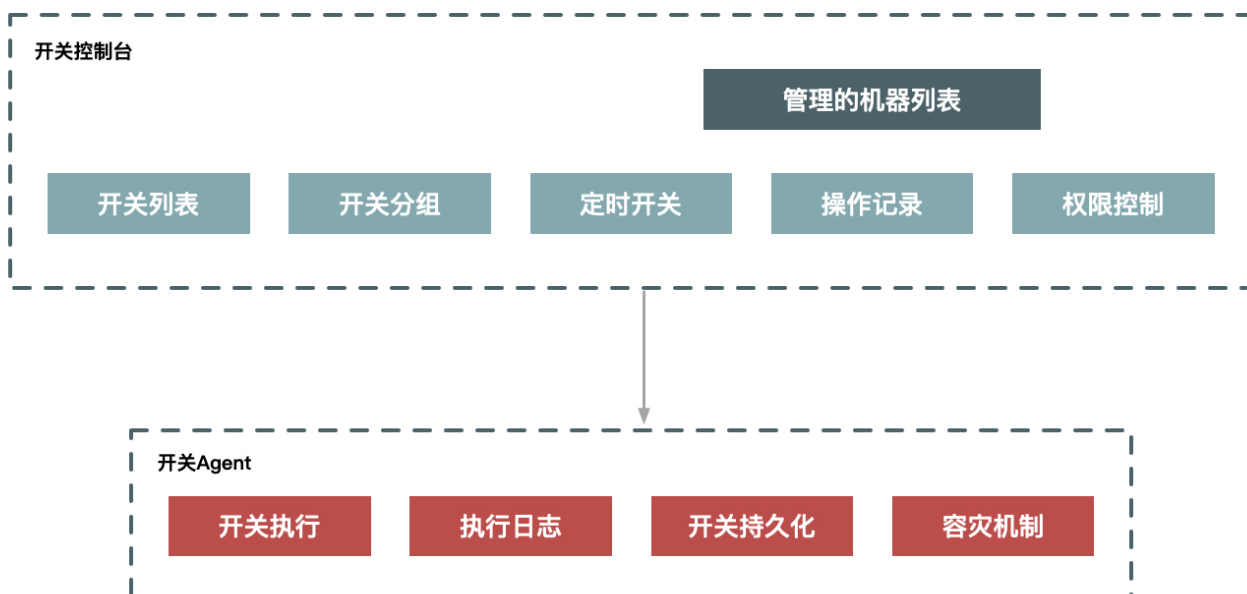 开关控制台
管理的机器列表
开关列表
开关分组
定时开关
操作记录
权限控制
开关Agent
开关执行
执行日志
开关持久化
容灾机制